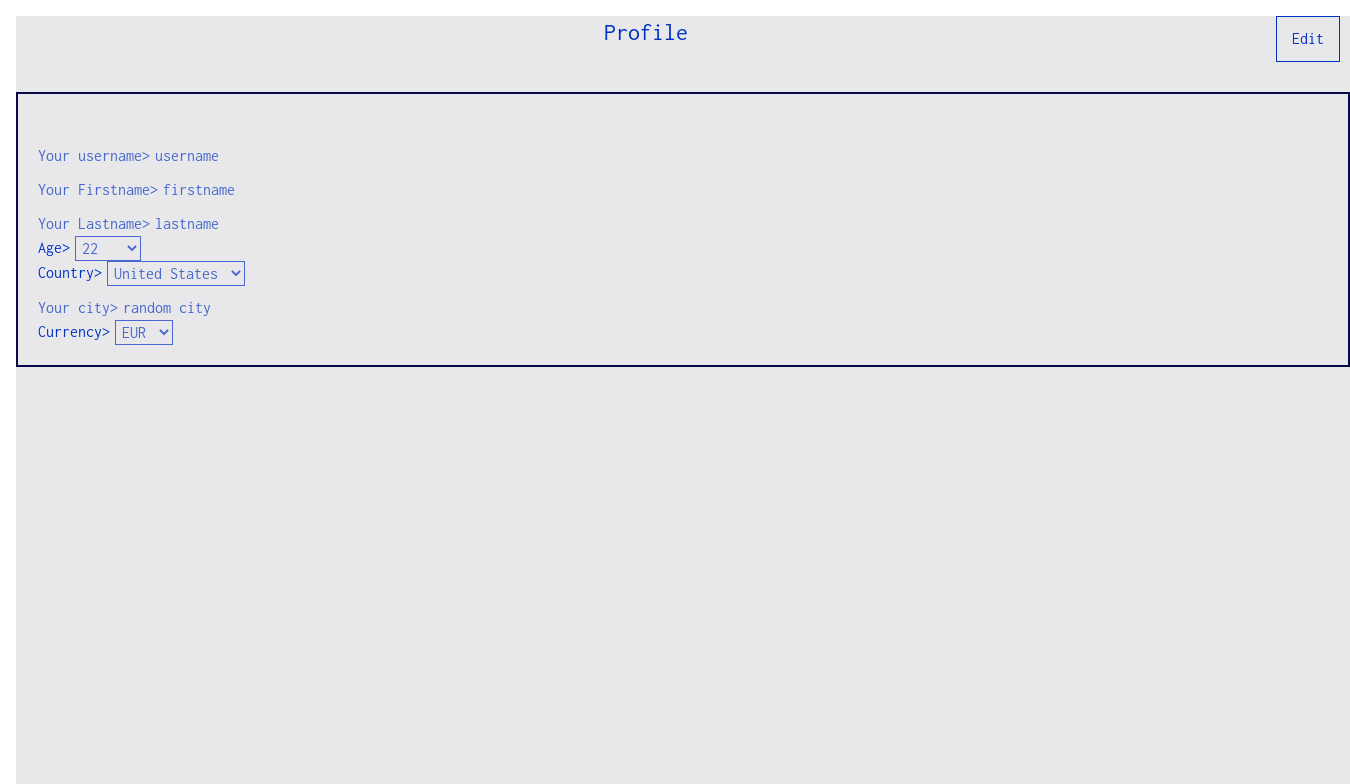 Profile
Edit
Your username> username
Your Firstname> firstname
Your Lastname> lastname
Age> 22
Country> United States
Your city> random city
Currency> EUR